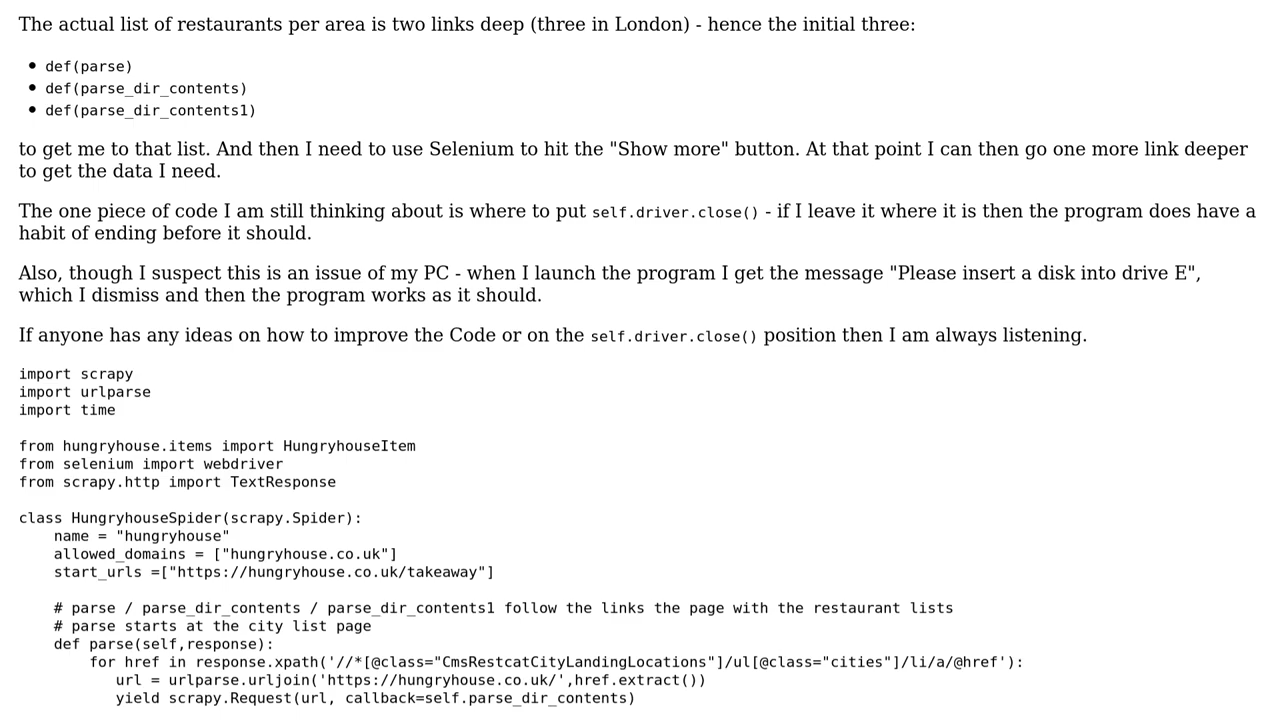 The actual list of restaurants per area is two links deep (three in London) - hence the initial three:
• def(parse)
• def(parse_dir_contents)
• def(parse_dir_contents1)
to get me to that list. And then I need to use Selenium to hit the "Show more" button. At that point I can then go one more link deeper
to get the data I need.
The one piece of code I am still thinking about is where to put self.driver.close() - if I leave it where it is then the program does have a
habit of ending before it should.
Also, though I suspect this is an issue of my PC - when I launch the program I get the message "Please insert a disk into drive E",
which I dismiss and then the program works as it should.
If anyone has any ideas on how to improve the Code or on the self.driver.close() position then I am always listening.
import scrapy
import urlparse
import time
from hungryhouse.items import HungryhouseItem
from selenium import webdriver
from scrapy.http import TextResponse
class HungryhouseSpider(scrapy.Spider):
    name = "hungryhouse"
    allowed_domains = ["hungryhouse.co.uk"]
    start_urls =["https://hungryhouse.co.uk/takeaway"]
    # parse / parse_dir_contents / parse_dir_contents1 follow the links the page with the restaurant lists
    # parse starts at the city list page
    def parse(self,response):
        for href in response.xpath('//*[@class="CmsRestcatCityLandingLocations"]/ul[@class="cities"]/li/a/@href'):
           url = urlparse.urljoin('https://hungryhouse.co.uk/',href.extract())
           yield scrapy.Request(url, callback=self.parse_dir_contents)